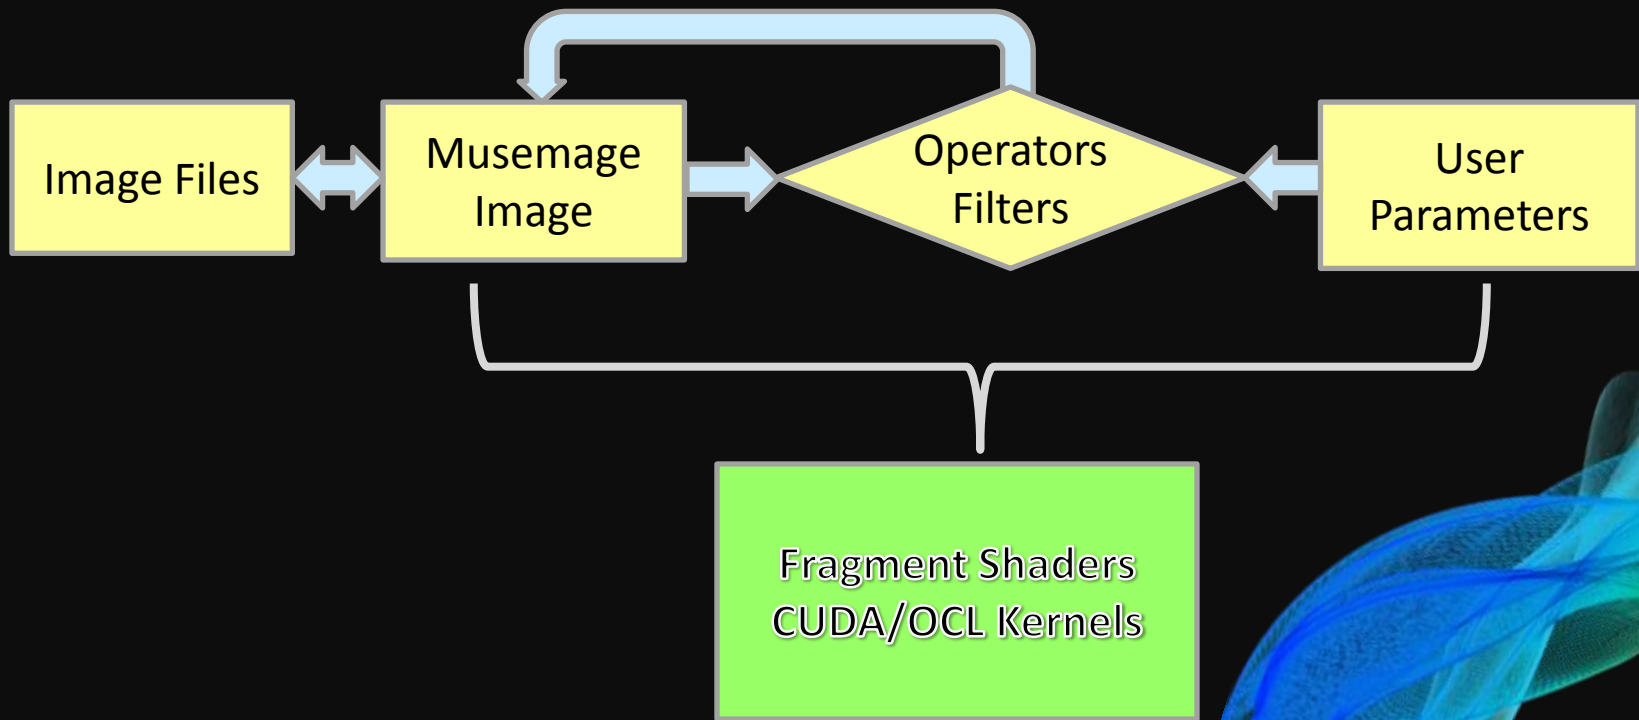 Image Files
Musemage
Image
Operators
Filters
User
Parameters
Fragment Shaders
CUDA/OCL Kernels